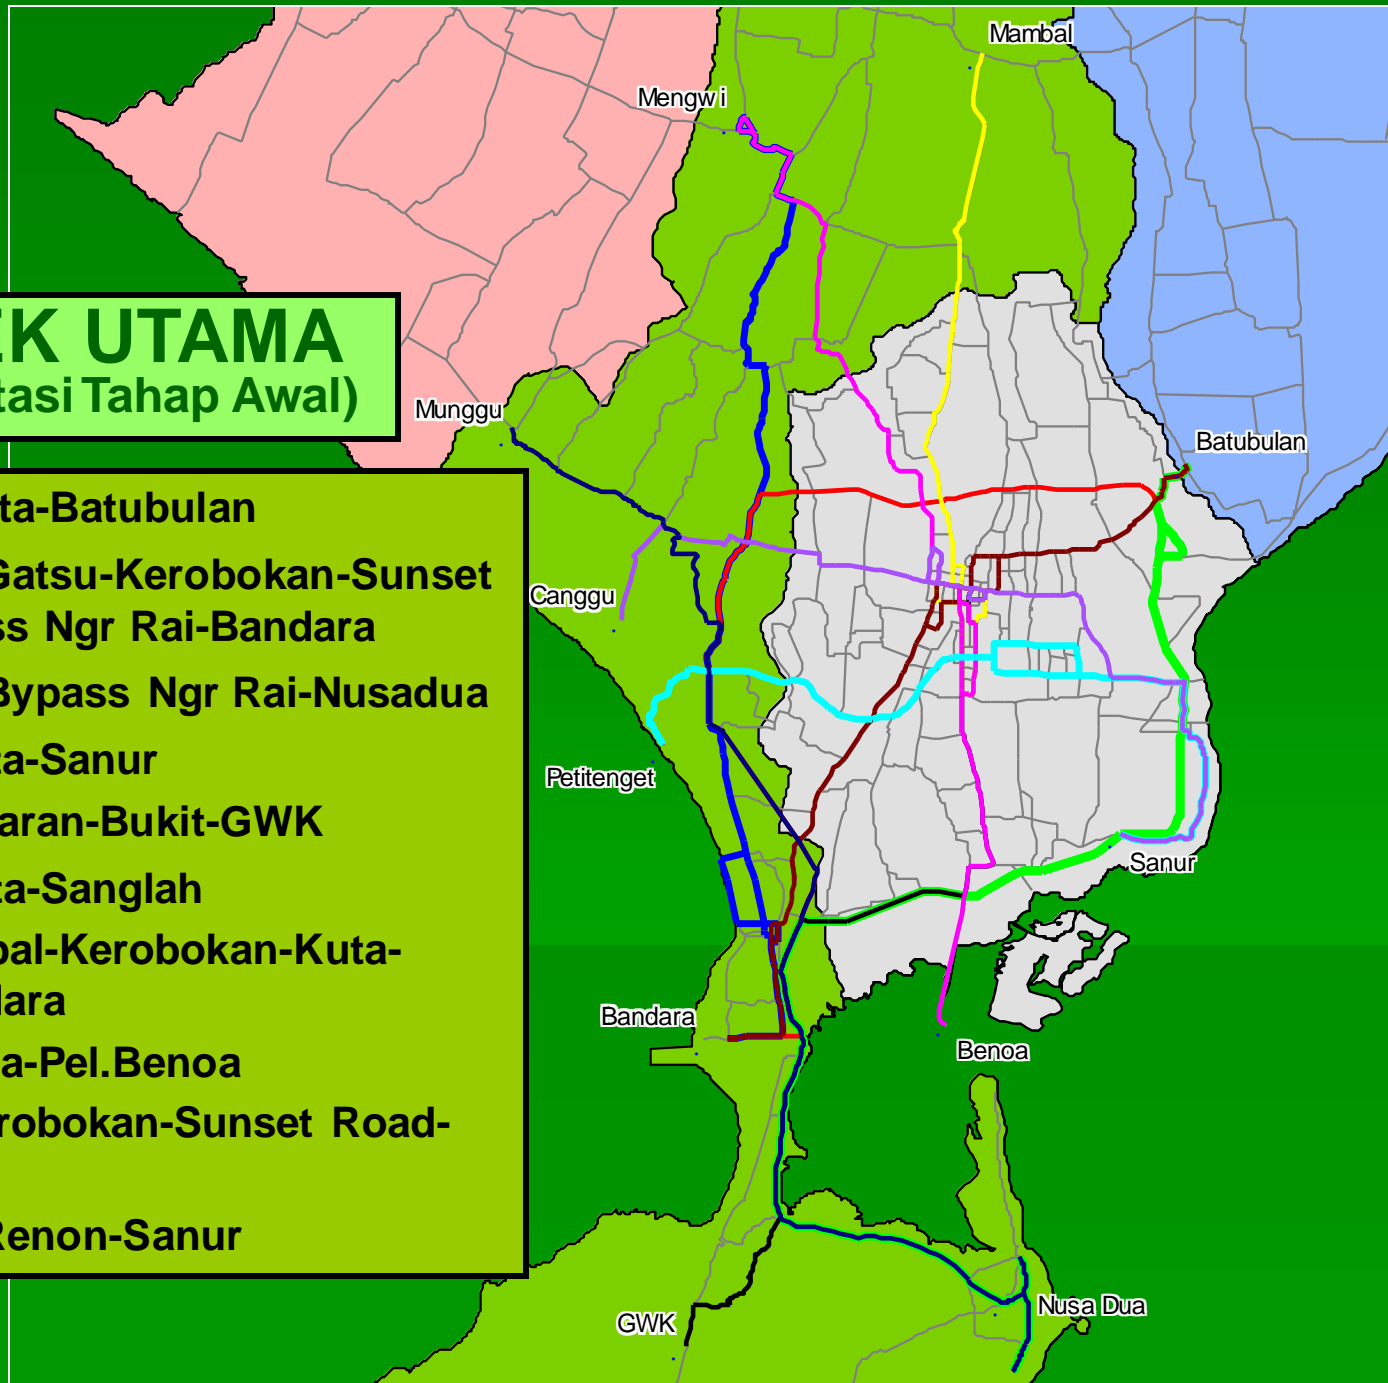 Mambal
Mengwi
EK UTAMA
tasi Tahap Awal)
Munggu
Batubulan
ta-Batubulan
Gatsu-Kerobokan-Sunset
ss Ngr Rai-Bandara
Canggu
Bypass Ngr Rai-Nusadua
ta-Sanur
Petitenget
aran-Bukit-GWK
Sanur
ta-Sanglah
bal-Kerobokan-Kuta-
dara
Bandara
Benoa
a-Pel.Benoa
robokan-Sunset Road-
Renon-Sanur
Nusa Dua
GWK